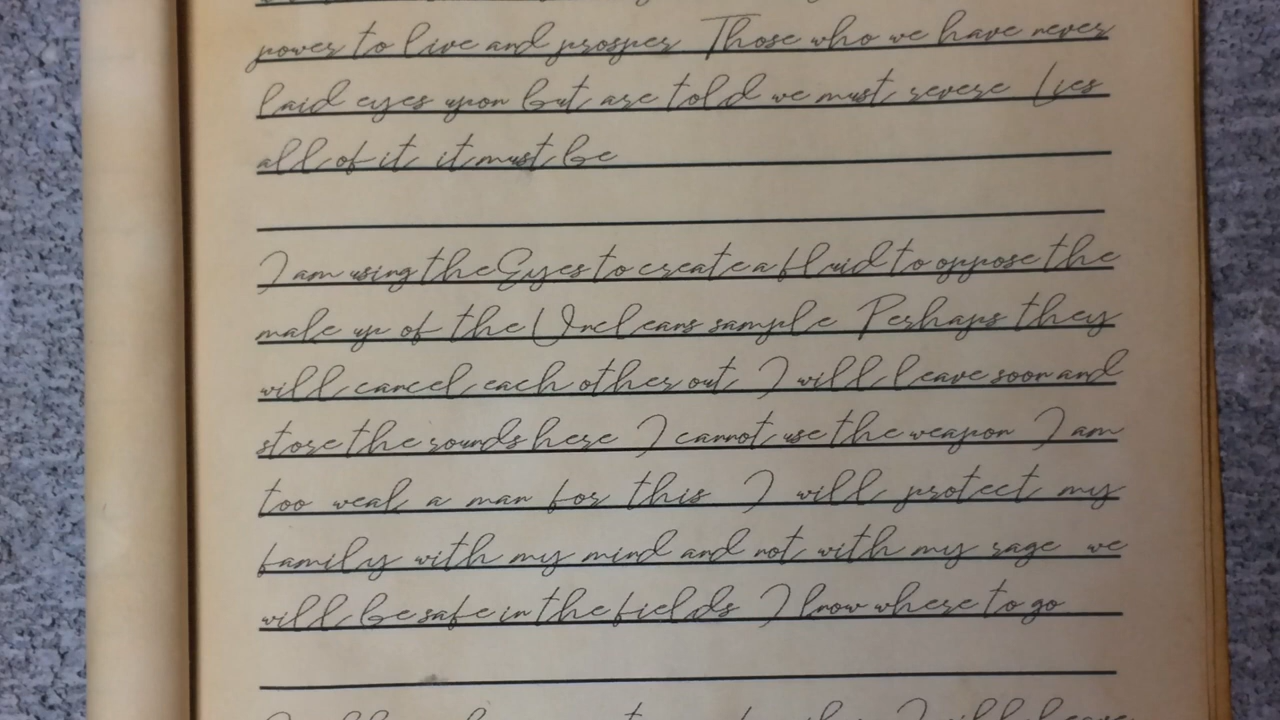 power to live and prosper Those who we have never
laid eyes upon but are told we must revere Lies
all of it it must be
I am using the Eyes to create a fluid to oppose the
make up of the Uncleans sample Perhaps they
will cancel each other out I will leave soon and
store the rounds here I cannot use the weapon I am
too weak a man for this I will protect my
family with my mind and not with my rage we
will be safe in the fields I know where to go